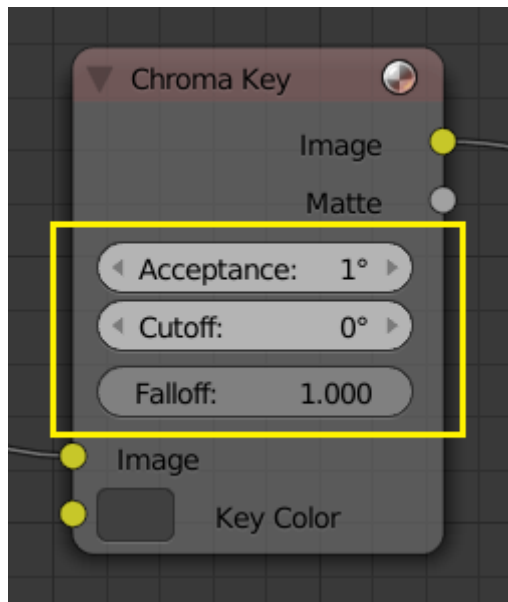 Chroma Key
Image
Matte
Acceptance: 1°
Cutoff: 0°
Falloff: 1.000
Image
Key Color